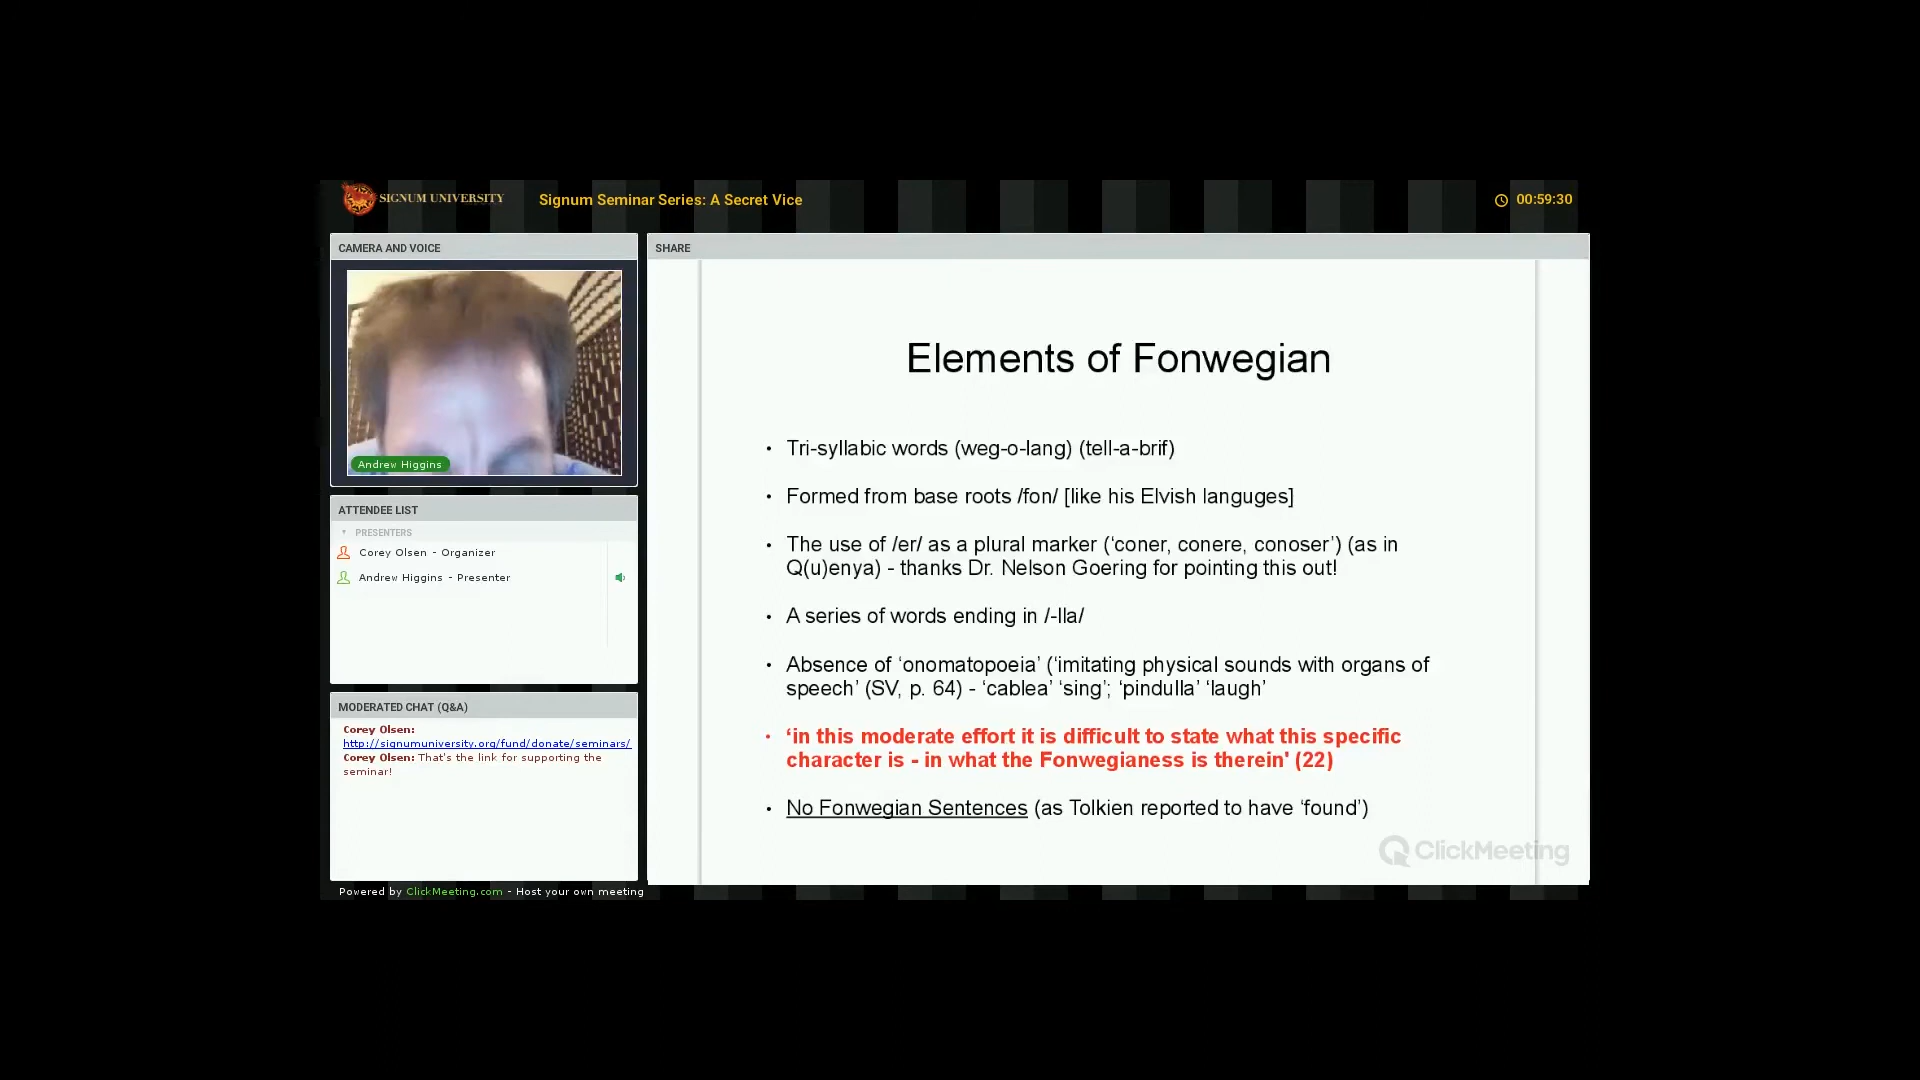 SIGNUM UNIVERSITY
Signum Seminar Series: A Secret Vice
00:59:30
CAMERA AND VOICE
Andrew Higgins
ATTENDEE LIST
PRESENTERS
Corey Olsen - Organizer
Andrew Higgins - Presenter
MODERATED CHAT (Q&A)
Corey Olsen:
http://signumuniversity.org/fund/donate/seminars/
Corey Olsen: That's the link for supporting the
seminar!
Powered by ClickMeeting.com - Host your own meeting
SHARE
Elements of Fonwegian
• Tri-syllabic words (weg-o-lang) (tell-a-brif)
• Formed from base roots /fon/ [like his Elvish languges]
• The use of /er/ as a plural marker (‘coner, conere, conoser’) (as in
Q(u)enya) - thanks Dr. Nelson Goering for pointing this out!
• A series of words ending in /-lla/
• Absence of ‘onomatopoeia’ (‘imitating physical sounds with organs of
speech’ (SV, p. 64) - ‘cablea’ ‘sing’; ‘pindulla’ ‘laugh’
• ‘in this moderate effort it is difficult to state what this specific
character is - in what the Fonwegianess is therein' (22)
• No Fonwegian Sentences (as Tolkien reported to have ‘found’)
ClickMeeting